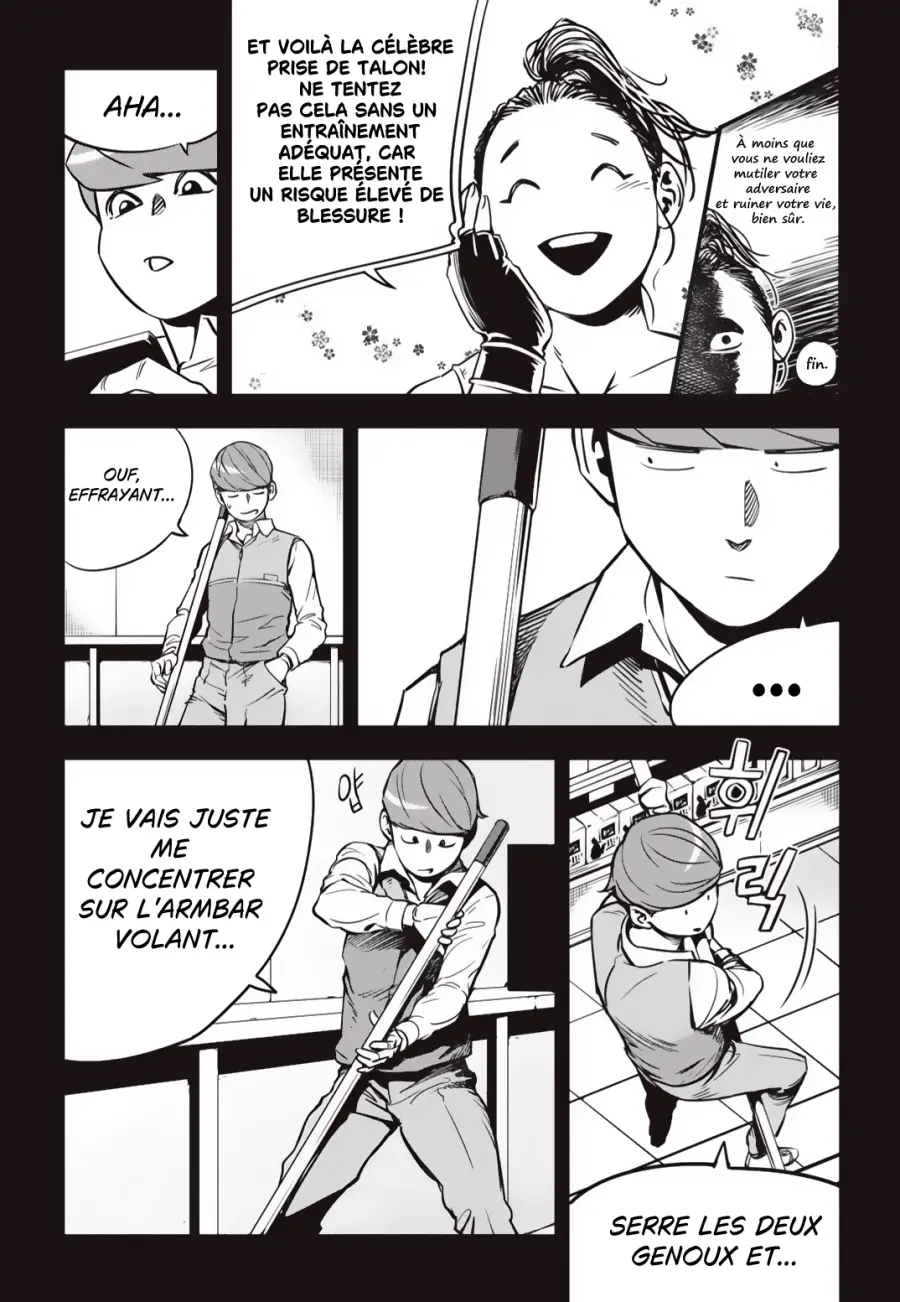 AHA...
ET VOILÀ LA CÉLÈBRE
PRISE DE TALON!
NE TENTEZ
PAS CELA SANS UN
ENTRAÎNEMENT
ADÉQUAT, CAR
ELLE PRÉSENTE
UN RISQUE ÉLEVÉ DE
BLESSURE !
À moins que
vous ne vouliez
mutiler votre
adversaire
et ruiner votre vie,
bien sûr.
fin.
OUF,
EFFRAYANT...
...
JE VAIS JUSTE
ME
CONCENTRER
SUR L'ARMBAR
VOLANT...
얍
휘
릭
SERRE LES DEUX
GENOUX ET...